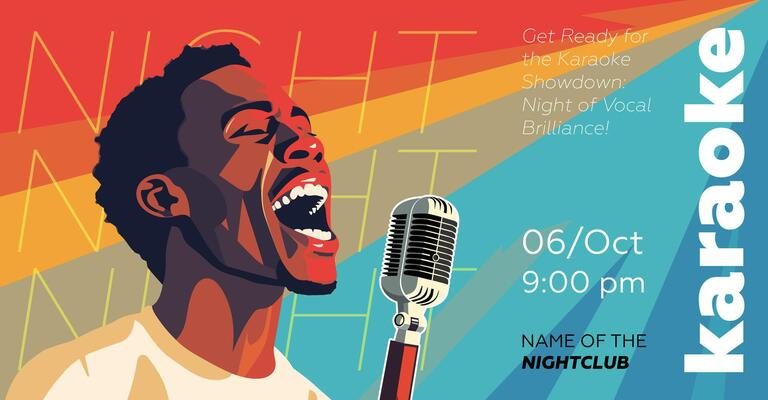 NIGHT
NIGHT
NIGHT
Get Ready for
the Karaoke
Showdown:
Night of Vocal
Brilliance!
06/Oct
9:00 pm
NAME OF THE
NIGHTCLUB
karaoke